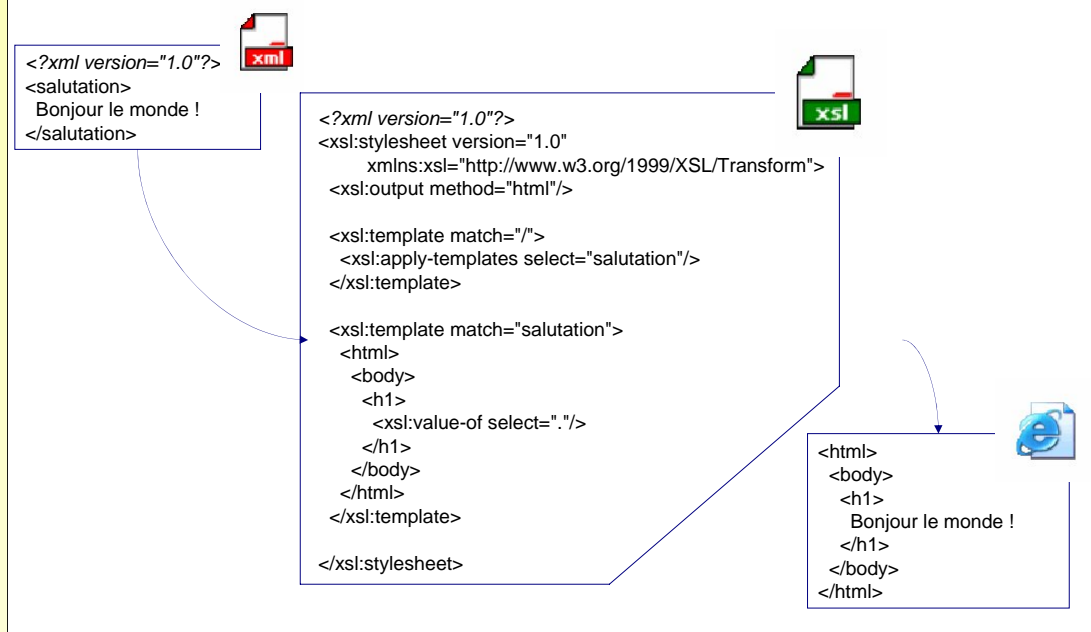 xml
<?xml version="1.0"?>
<salutation>
Bonjour le monde !
</salutation>
xsl
<?xml version="1.0"?>
<xsl:stylesheet version="1.0"
xmlns:xsl="http://www.w3.org/1999/XSL/Transform">
<xsl:output method="html"/>
<xsl:template match="/">
<xsl:apply-templates select="salutation"/>
</xsl:template>
<xsl:template match="salutation">
<html>
<body>
<h1>
<xsl:value-of select="."/>
</h1>
</body>
</html>
</xsl:template>
</xsl:stylesheet>
<html>
<body>
<h1>
Bonjour le monde !
</h1>
</body>
</html>